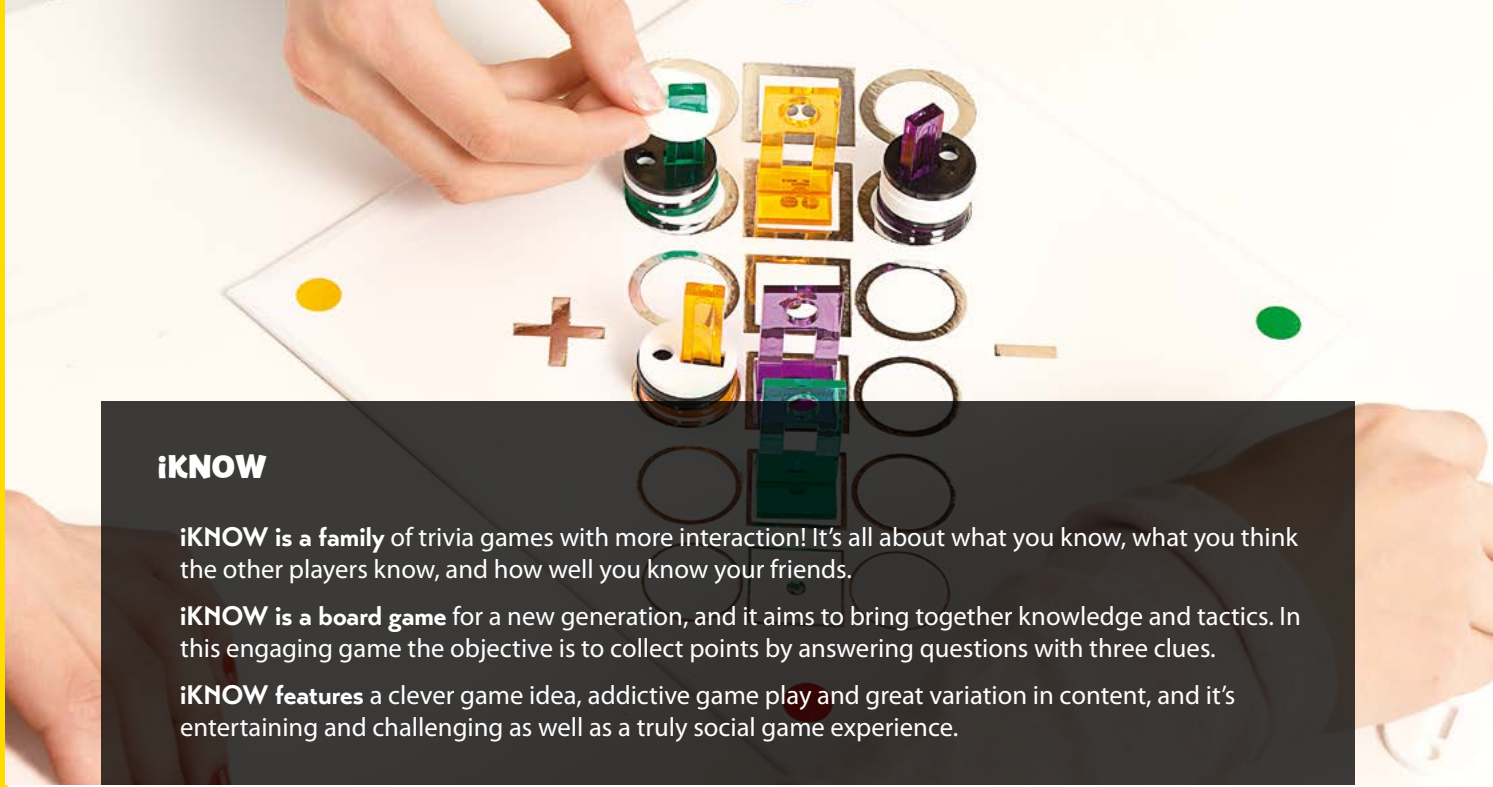 iKNOW
iKNOW is a family of trivia games with more interaction! It’s all about what you know, what you think
the other players know, and how well you know your friends.
iKNOW is a board game for a new generation, and it aims to bring together knowledge and tactics. In
this engaging game the objective is to collect points by answering questions with three clues.
iKNOW features a clever game idea, addictive game play and great variation in content, and it’s
entertaining and challenging as well as a truly social game experience.